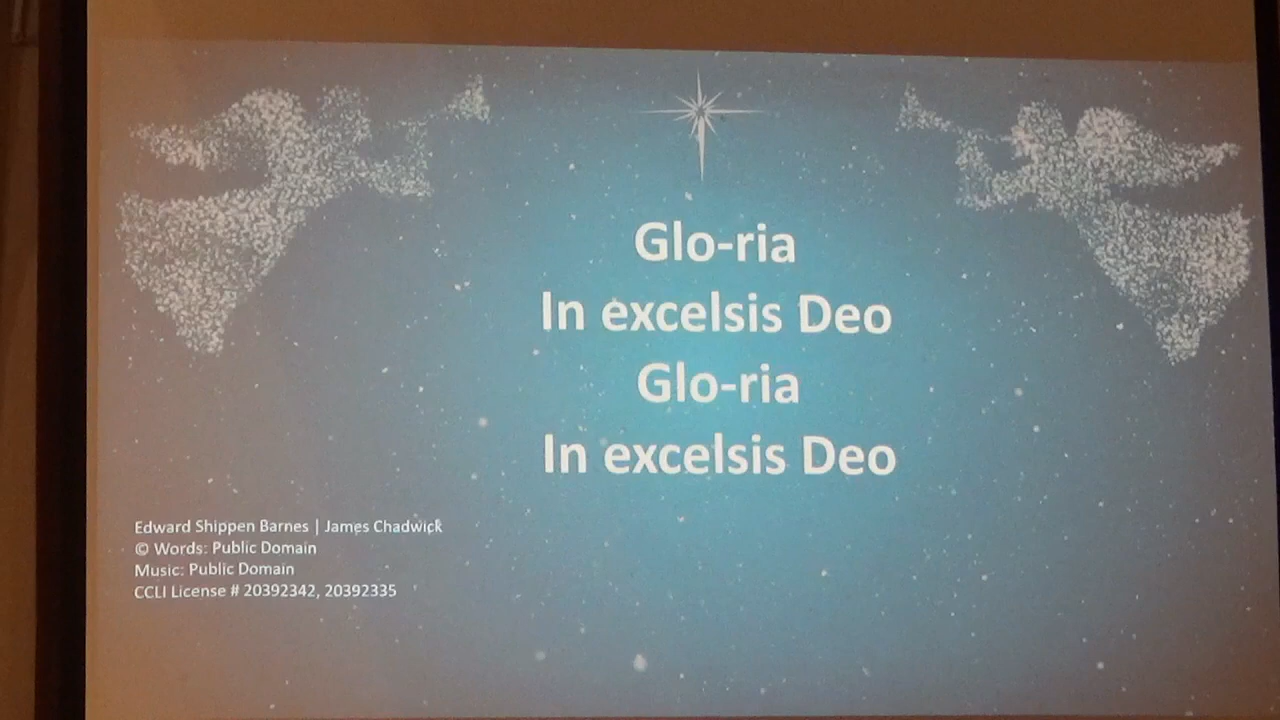 Glo-ria
In excelsis Deo
Glo-ria
In excelsis Deo
Edward Shippen Barnes | James Chadwick
© Words: Public Domain
Music: Public Domain
CCLI License # 20392342, 20392335